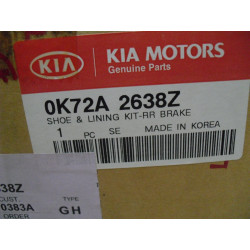 KIA KIA MOTORS
Genuine Parts
0K72A 2638Z
SHOE & LINING KIT-RR BRAKE
1 PC SE MADE IN KOREA
38Z
CUST. TYPE
0383A GH
ORDER